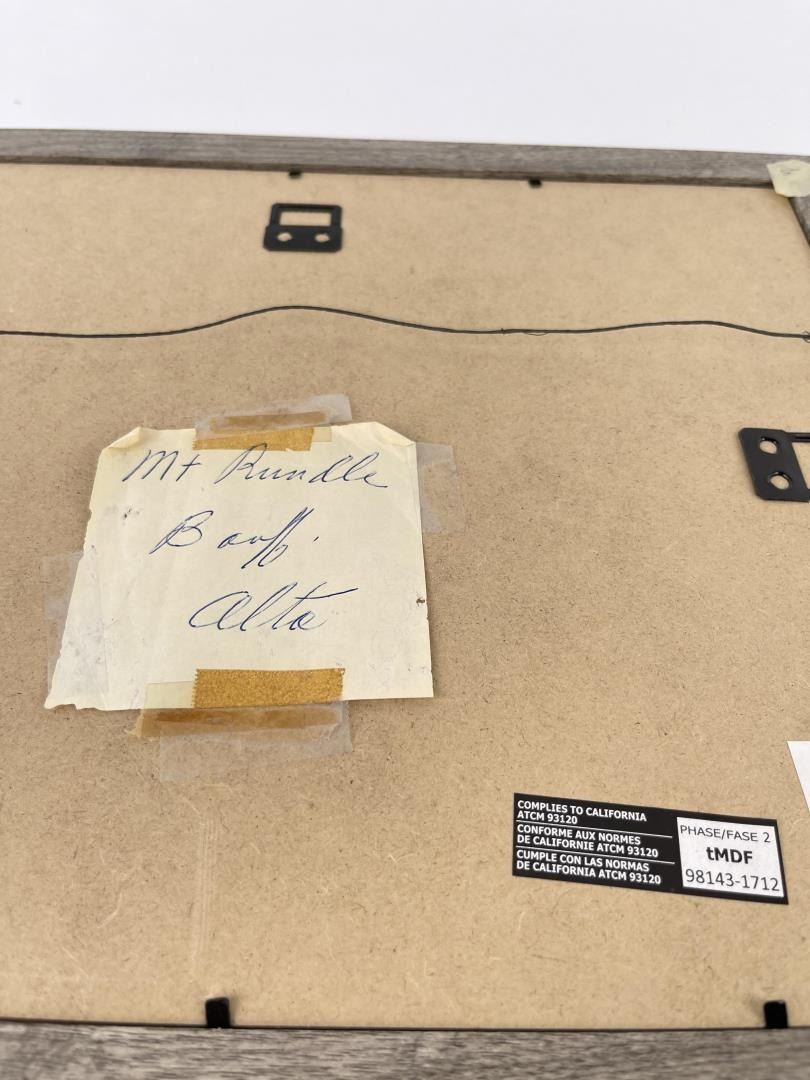 Mt Rundle
Banff.
Alta
COMPLIES TO CALIFORNIA
ATCM 93120
CONFORME AUX NORMES
DE CALIFORNIE ATCM 93120
CUMPLE CON LAS NORMAS
DE CALIFORNIA ATCM 93120
PHASE/FASE 2
tMDF
98143-1712